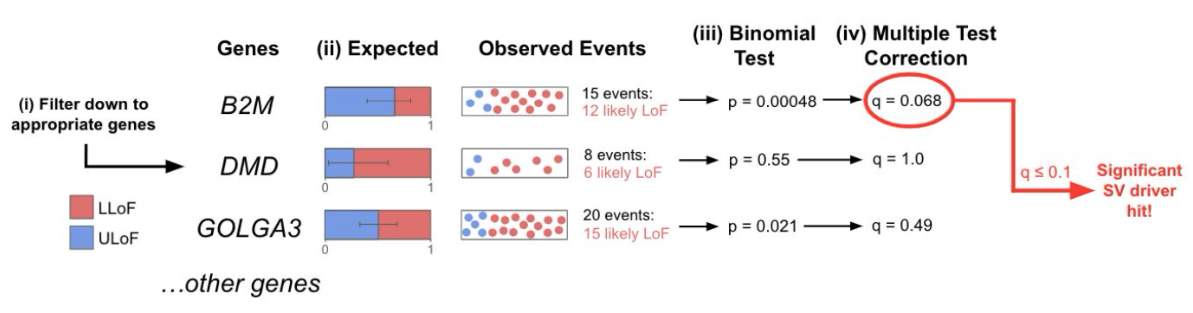 Genes
(ii) Expected
Observed Events
(iii) Binomial
Test
(iv) Multiple Test
Correction
(i) Filter down to
appropriate genes
B2M
0
1
15 events:
12 likely LoF
p = 0.00048
q = 0.068
DMD
0
1
8 events:
6 likely LoF
p = 0.55
q = 1.0
q ≤ 0.1
Significant
SV driver
hit!
LLoF
ULoF
GOLGA3
0
1
20 events:
15 likely LoF
p = 0.021
q = 0.49
...other genes